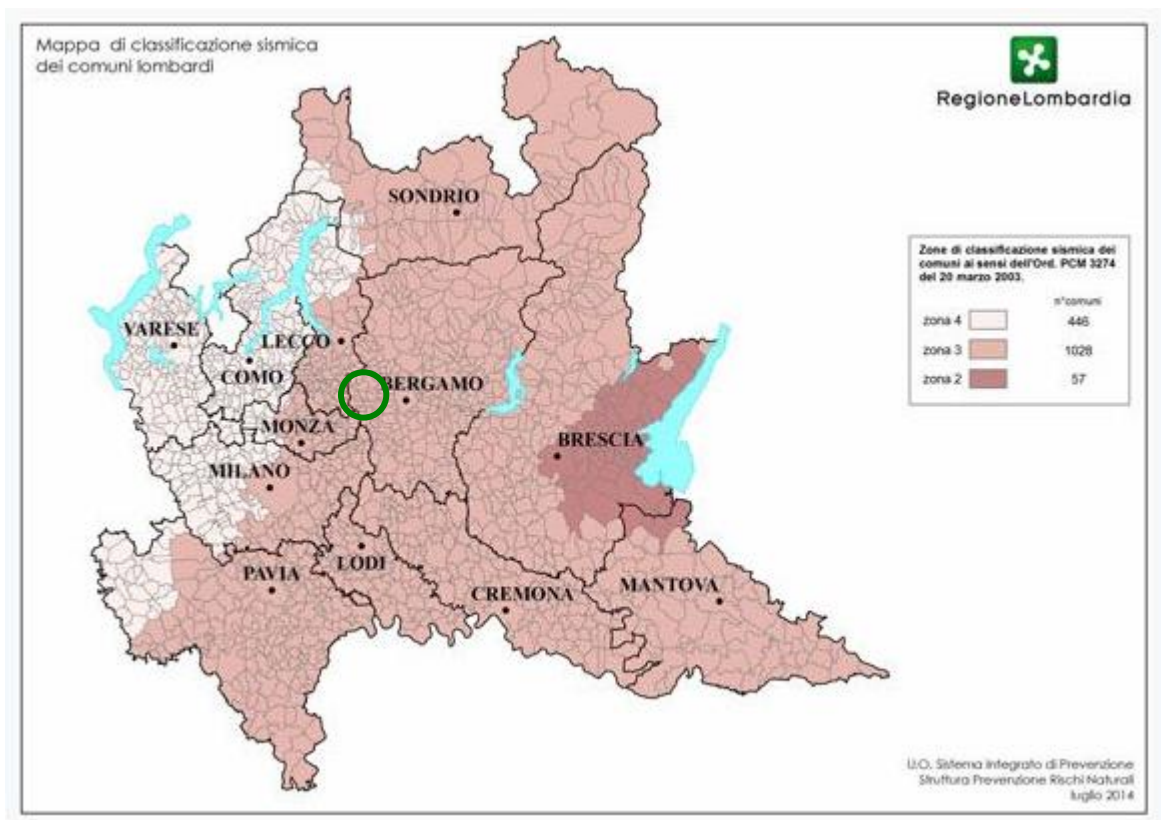 Mappa di classificazione sismica
dei comuni lombardi
RegioneLombardia
SONDRIO
VARESE
LECCO
COMO
BERGAMO
MONZA
BRESCIA
MILANO
LODI
PAVIA
CREMONA
MANTOVA
Zone di classificazione sismica dei
comuni ai sensi dell'Ord. PCM 3274
del 20 marzo 2003.
n°comuni
zona 4 446
zona 3 1028
zona 2 57
U.O. Sistema Integrato di Prevenzione
Struttura Prevenzione Rischi Naturali
luglio 2014